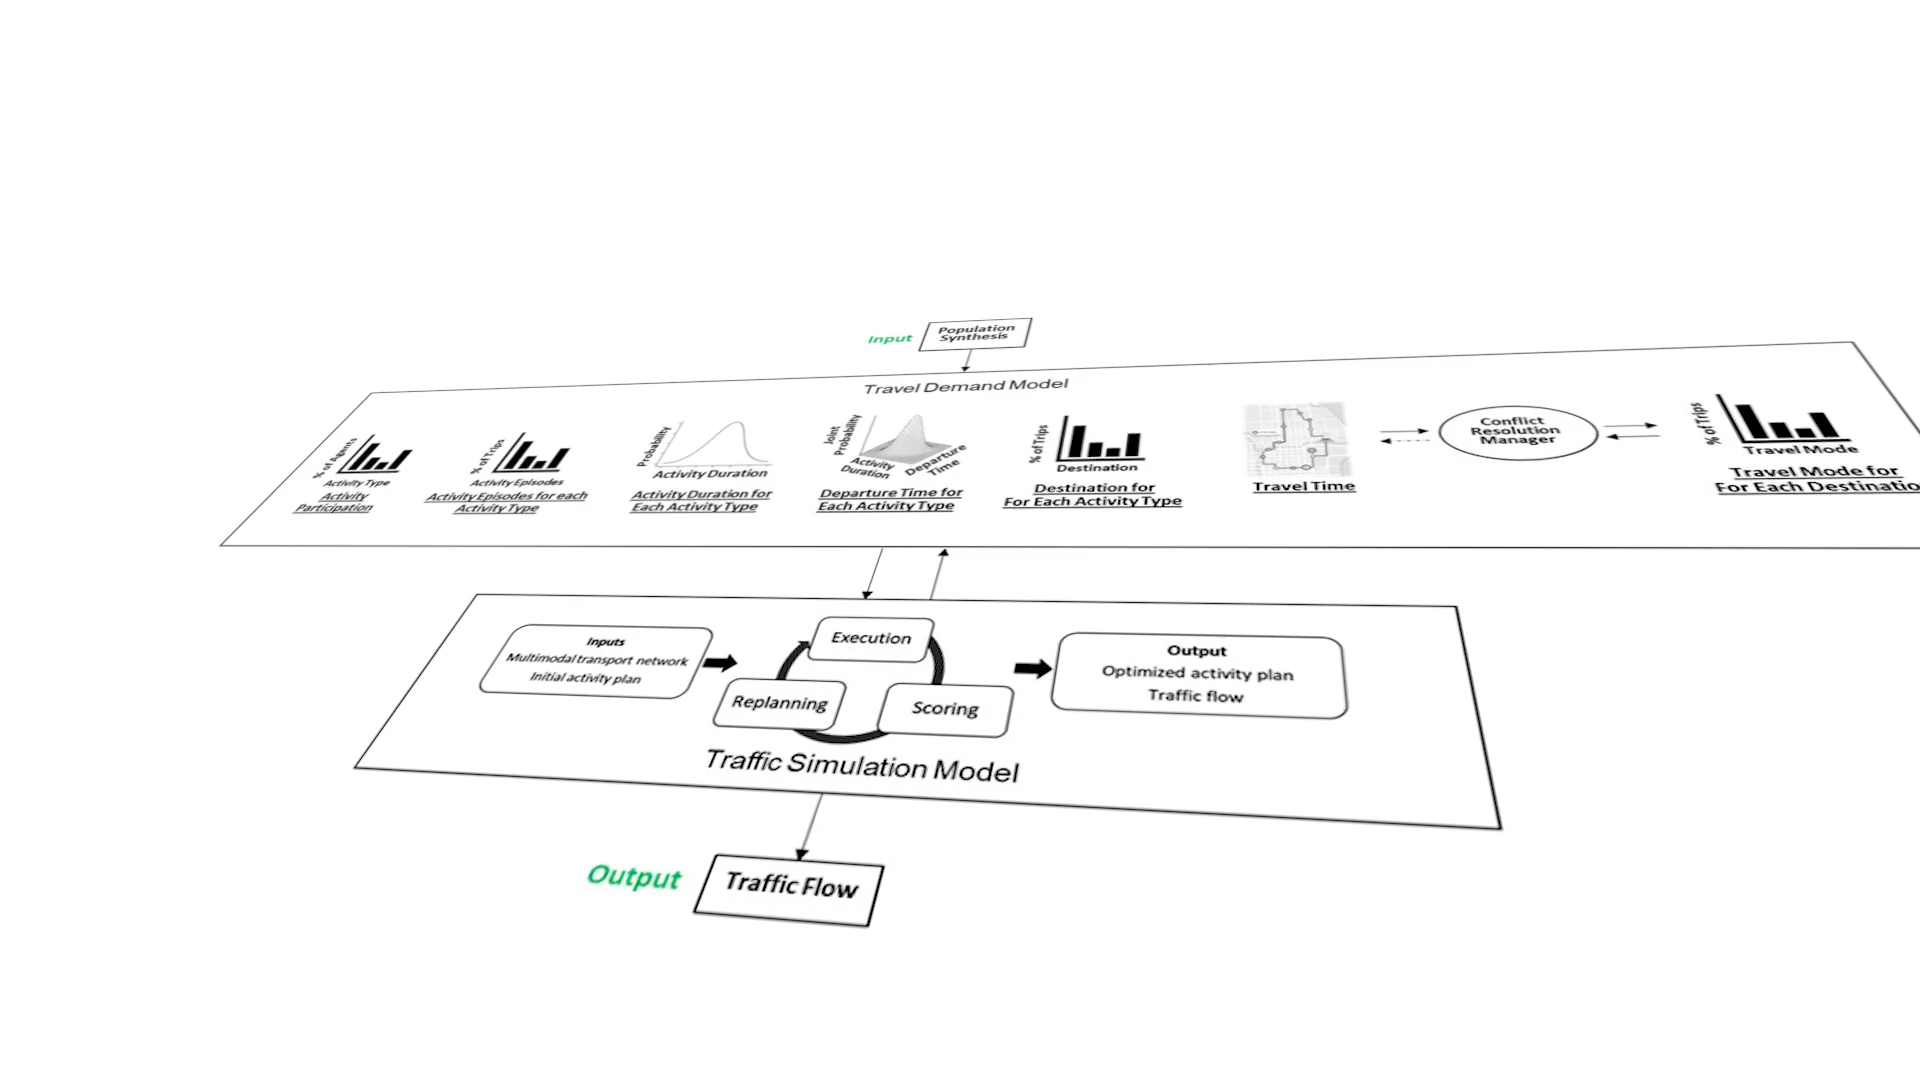 Input
Population
Synthesis
Travel Demand Model
% of Agents
Activity Type
Activity
Participation
% of Trips
Activity Episodes
Activity Episodes for each
Activity Type
Probability
Activity Duration
Activity Duration for
Each Activity Type
Joint
Probability
Activity
Duration
Departure
Time
Departure Time for
Each Activity Type
% of Trips
Destination
Destination for
For Each Activity Type
Travel Time
Conflict
Resolution
Manager
% of Trips
Travel Mode
Travel Mode for
For Each Destinatio
Inputs
Multimodal transport network
Initial activity plan
Execution
Replanning
Scoring
Output
Optimized activity plan
Traffic flow
Traffic Simulation Model
Output
Traffic Flow